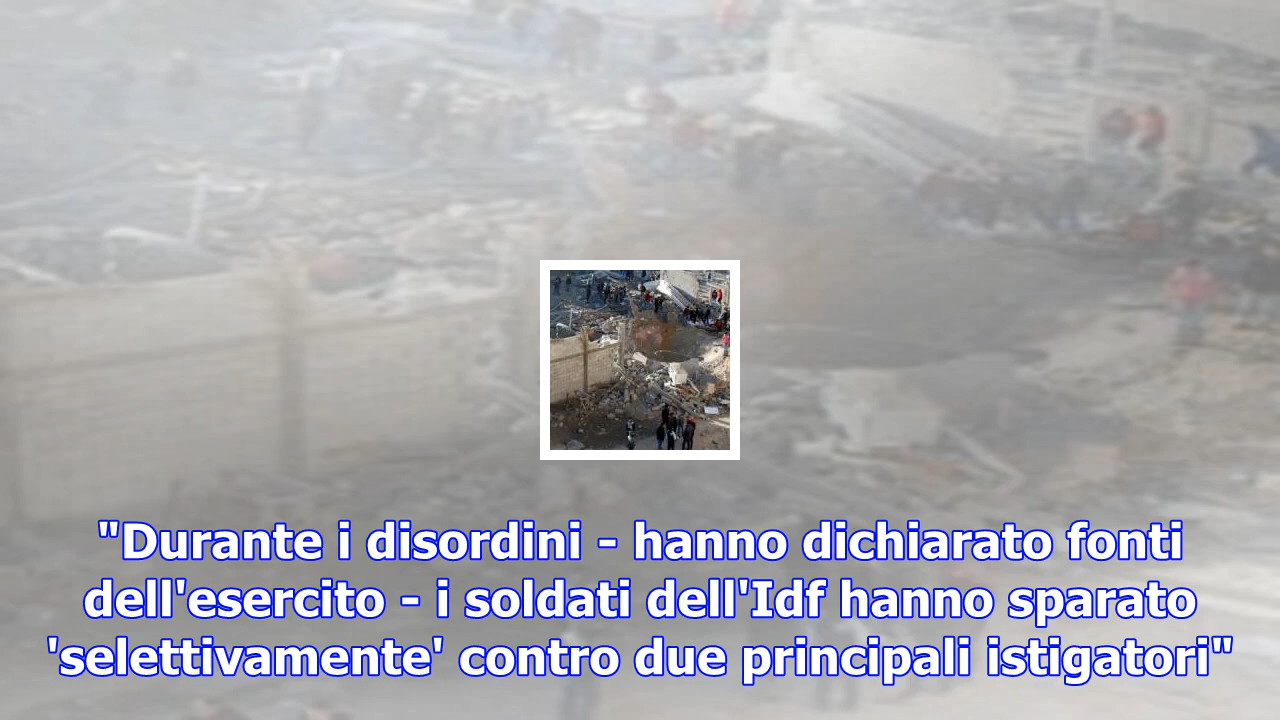 "Durante i disordini - hanno dichiarato fonti
dell'esercito - i soldati dell'Idf hanno sparato
'selettivamente' contro due principali istigatori"